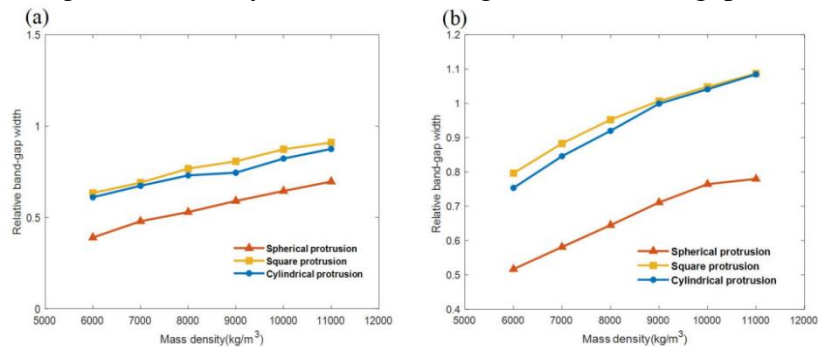 (a)
1.5
1
0.5
0
Relative band-gap width
Spherical protrusion
Square protrusion
Cylindrical protrusion
5000 6000 7000 8000 9000 10000 11000 12000
Mass density(kg/m³)
(b)
1.2
1.1
1
0.9
0.8
0.7
0.6
0.5
0.4
Relative band-gap width
Spherical protrusion
Square protrusion
Cylindrical protrusion
5000 6000 7000 8000 9000 10000 11000 12000
Mass density(kg/m³)